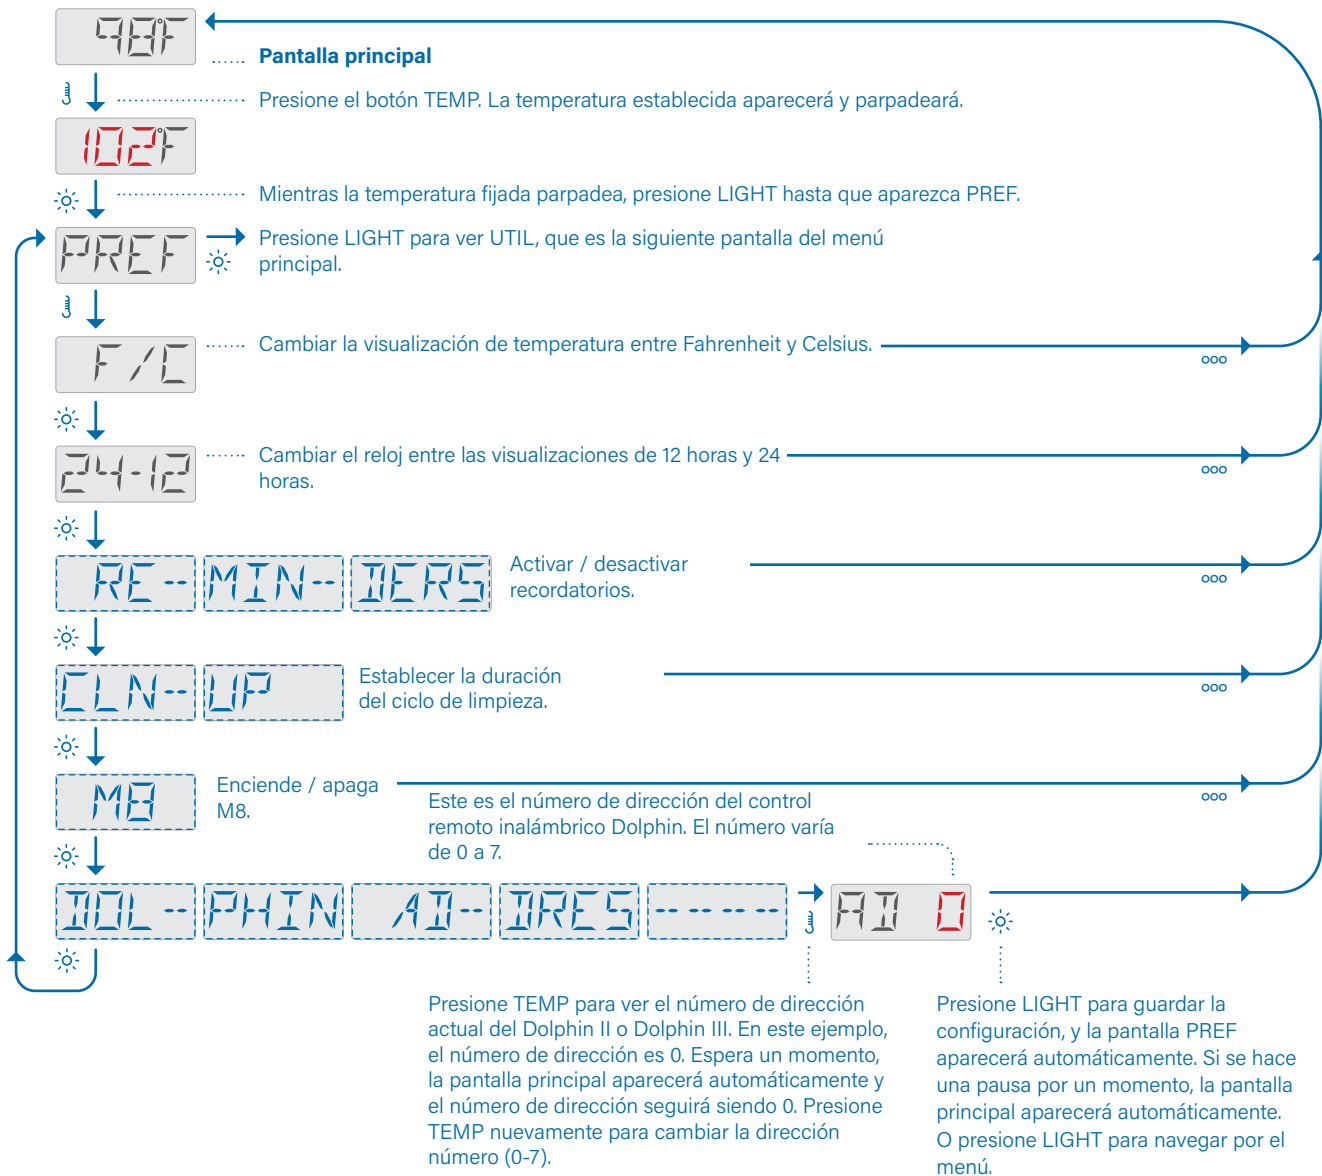 98°F
Pantalla principal
Presione el botón TEMP. La temperatura establecida aparecerá y parpadeará.
102°F
Mientras la temperatura fijada parpadea, presione LIGHT hasta que aparezca PREF.
PREF
Presione LIGHT para ver UTIL, que es la siguiente pantalla del menú
principal.
F/C
Cambiar la visualización de temperatura entre Fahrenheit y Celsius.
ooo
24-12
Cambiar el reloj entre las visualizaciones de 12 horas y 24
horas.
ooo
RE- MIN- DERS
Activar / desactivar
recordatorios.
ooo
CLN- UP
Establecer la duración
del ciclo de limpieza.
ooo
M8
Enciende / apaga
M8.
ooo
Este es el número de dirección del control
remoto inalámbrico Dolphin. El número varía
de 0 a 7.
DOL- PHIN AD- DRES -----
AD 0
Presione TEMP para ver el número de dirección
actual del Dolphin II o Dolphin III. En este ejemplo,
el número de dirección es 0. Espera un momento,
la pantalla principal aparecerá automáticamente y
el número de dirección seguirá siendo 0. Presione
TEMP nuevamente para cambiar la dirección
número (0-7).
Presione LIGHT para guardar la
configuración, y la pantalla PREF
aparecerá automáticamente. Si se hace
una pausa por un momento, la pantalla
principal aparecerá automáticamente.
O presione LIGHT para navegar por el
menú.